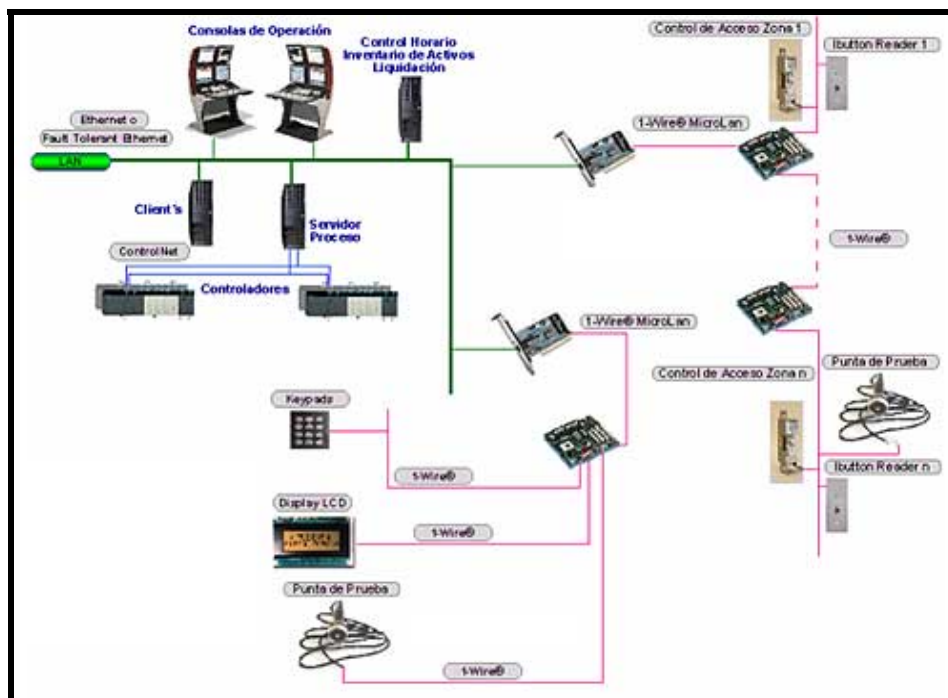 Consolas de Operación
Control Horario
Inventario de Activos
Liquidación
Control de Acceso Zona 1
Ibutton Reader 1
Ethernet o
Fault Tolerant Ethernet
LAN
1-Wire® MicroLan
Client's
Servidor
Proceso
ControlNet
Controladores
1-Wire®
1-Wire® MicroLan
Control de Acceso Zona n
Punta de Prueba
Keypads
1-Wire®
Ibutton Reader n
Display LCD
1-Wire®
Punta de Prueba
1-Wire®